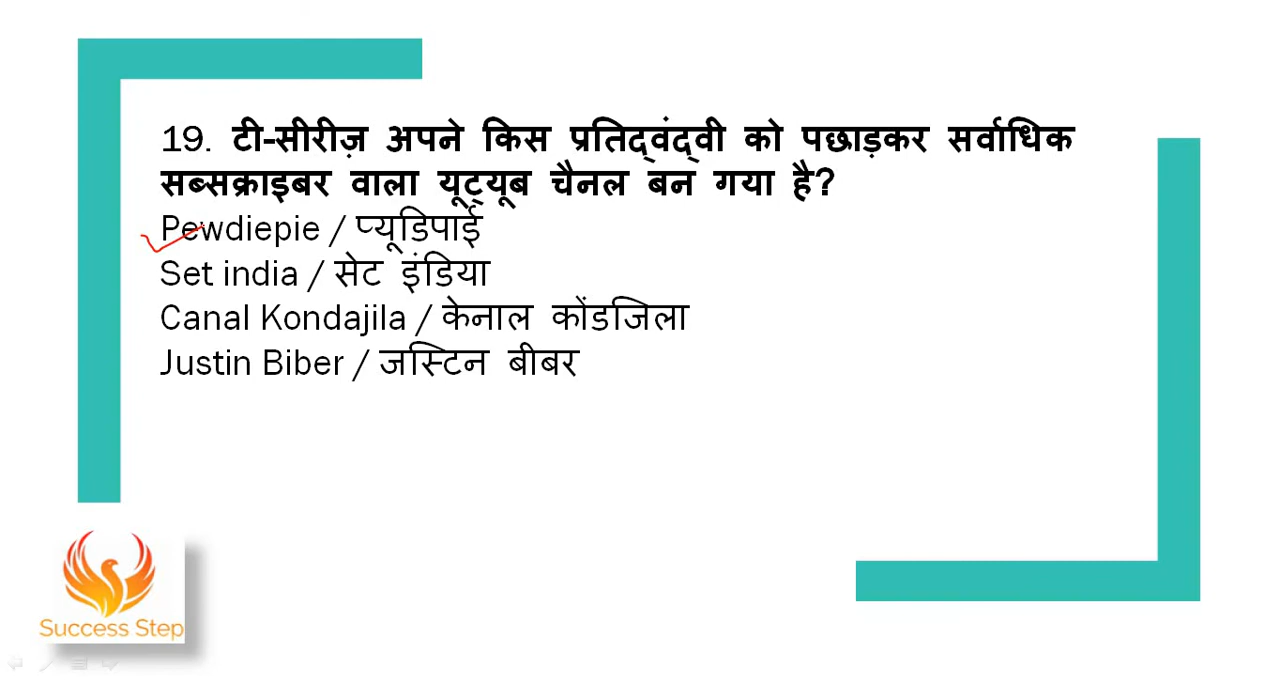 19. टी-सीरीज़ अपने किस प्रतिद्वंद्वी को पछाड़कर सर्वाधिक
सब्सक्राइबर वाला यूट्यूब चैनल बन गया है?
Pewdiepie / प्यूडिपाई
Set india / सेट इंडिया
Canal Kondajila / केनाल कोंडजिला
Justin Biber / जस्टिन बीबर
Success Step